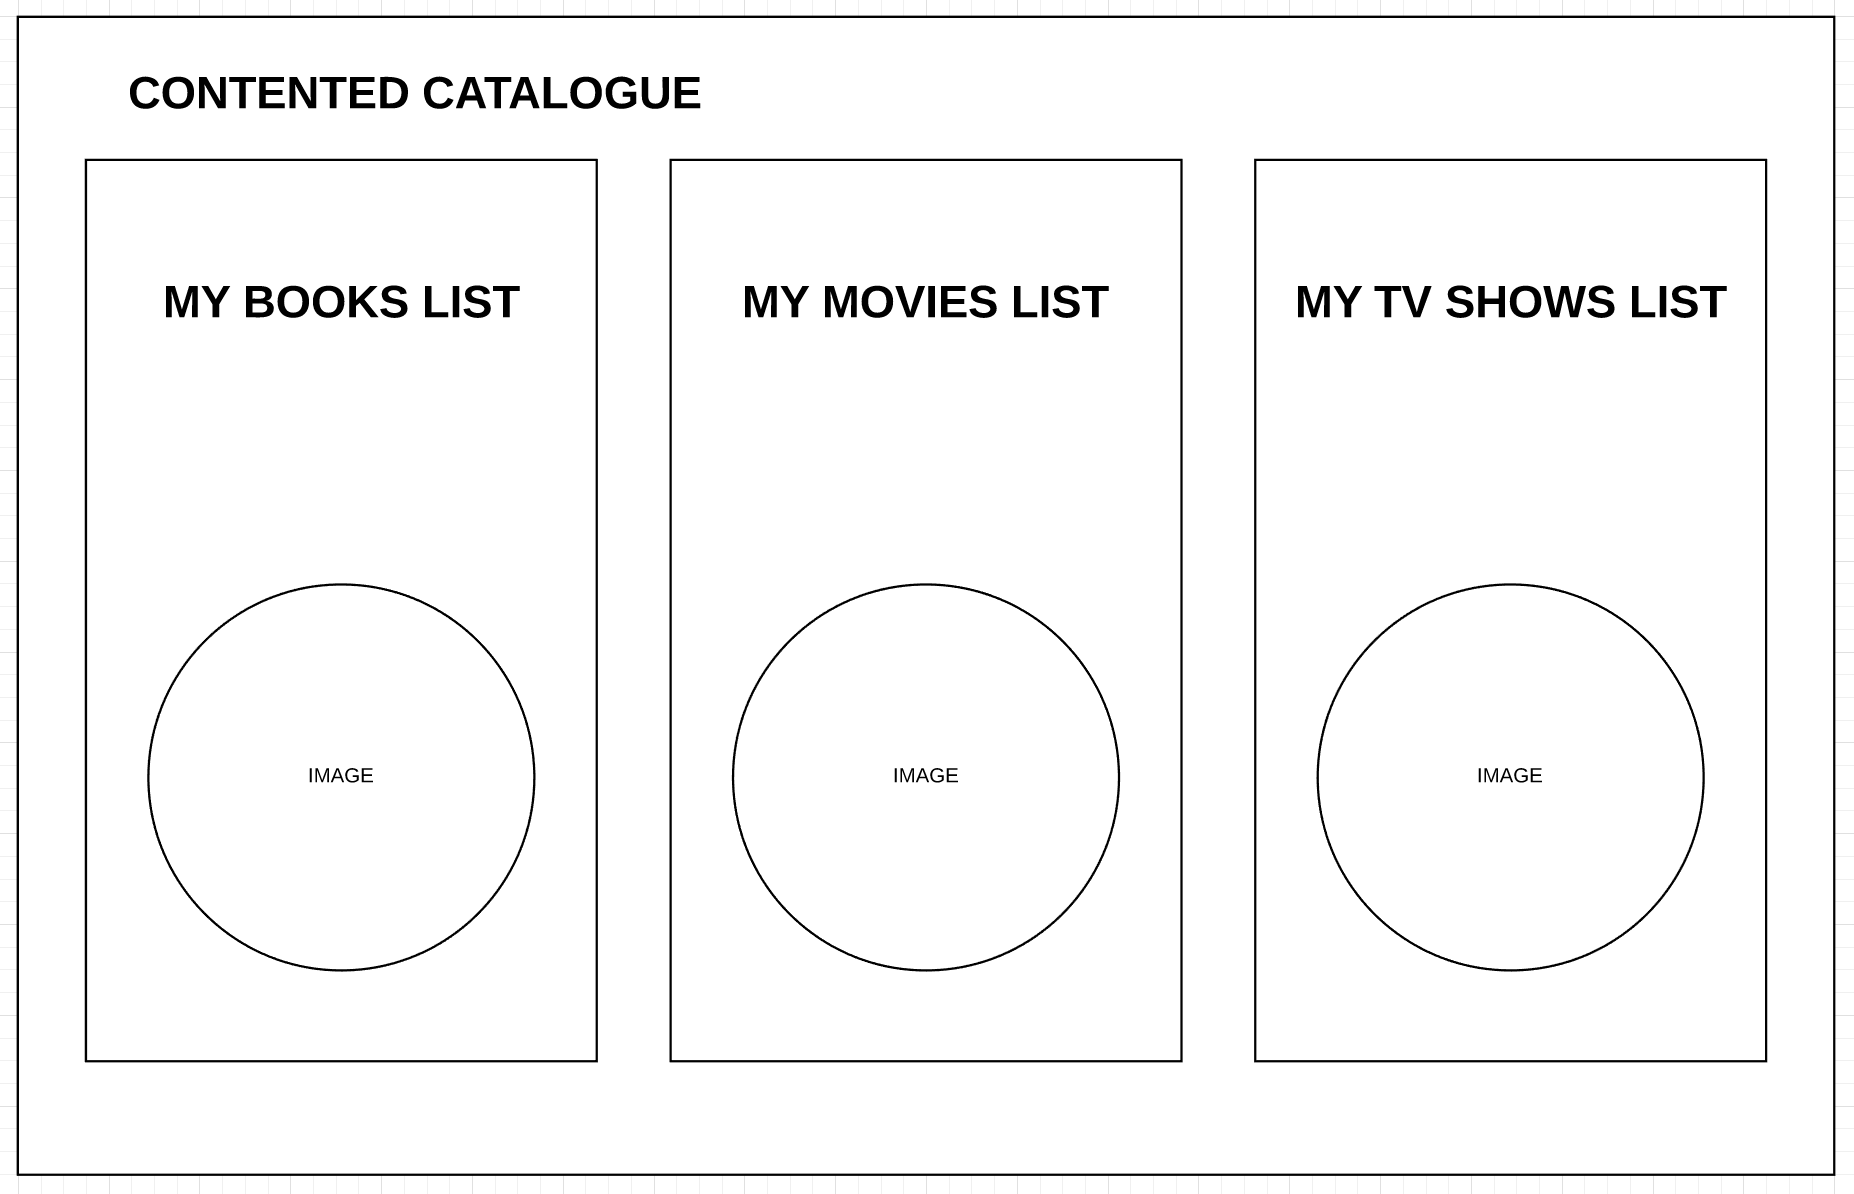 CONTENTED CATALOGUE
MY BOOKS LIST
MY MOVIES LIST
MY TV SHOWS LIST
IMAGE
IMAGE
IMAGE